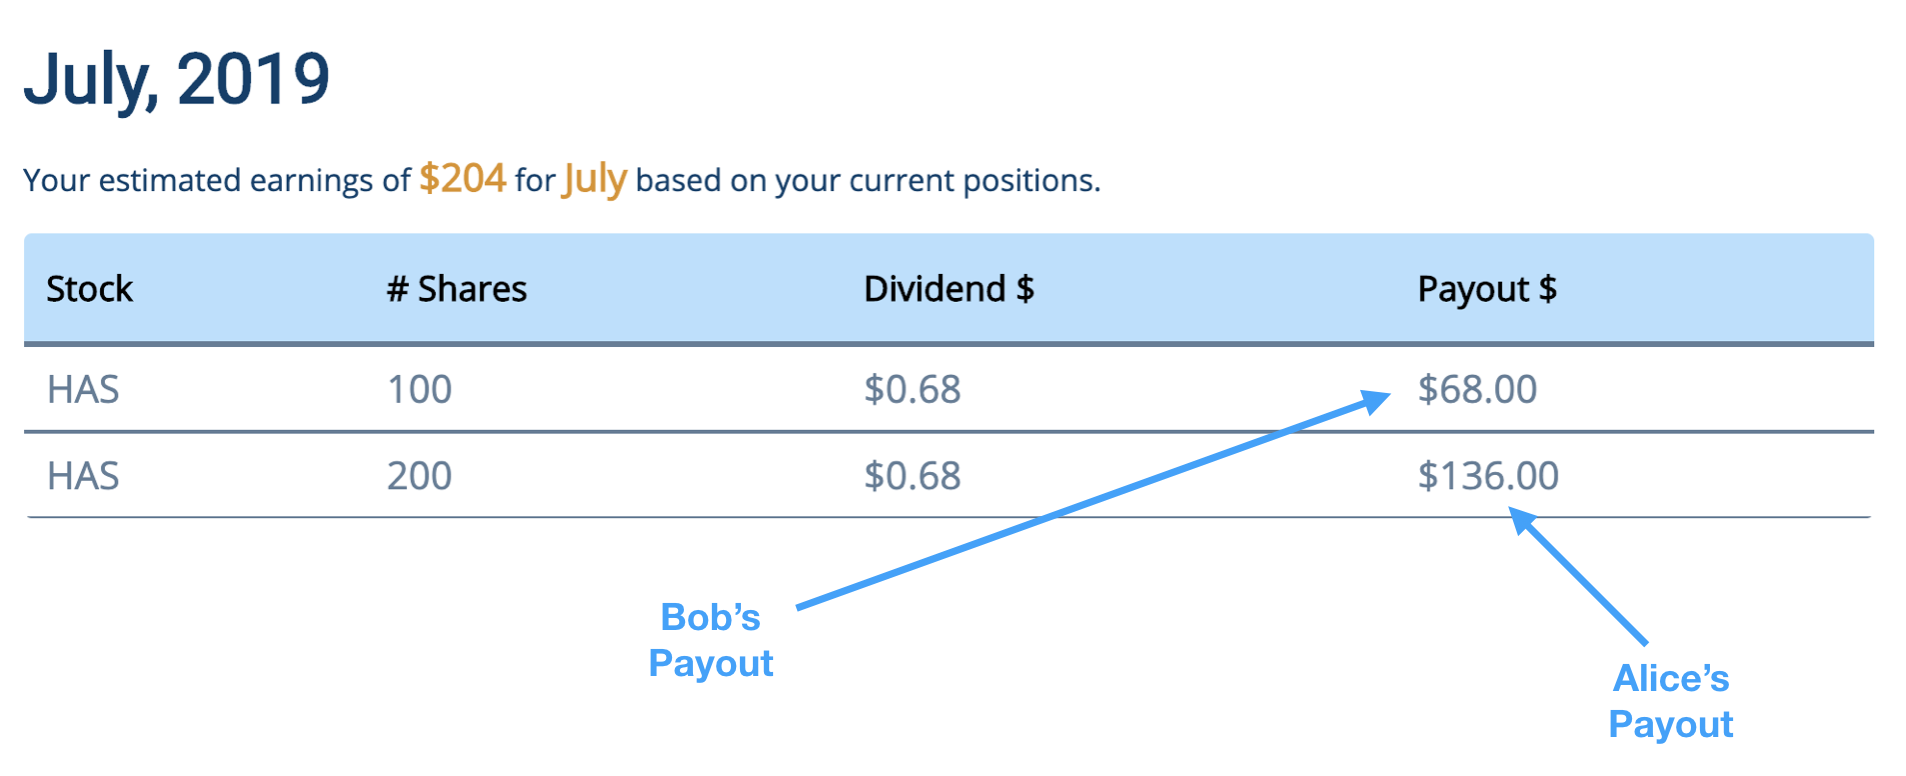 July, 2019
Your estimated earnings of $204 for July based on your current positions.
Stock # Shares Dividend $ Payout $
HAS 100 $0.68 $68.00
HAS 200 $0.68 $136.00
Bob’s
Payout
Alice’s
Payout